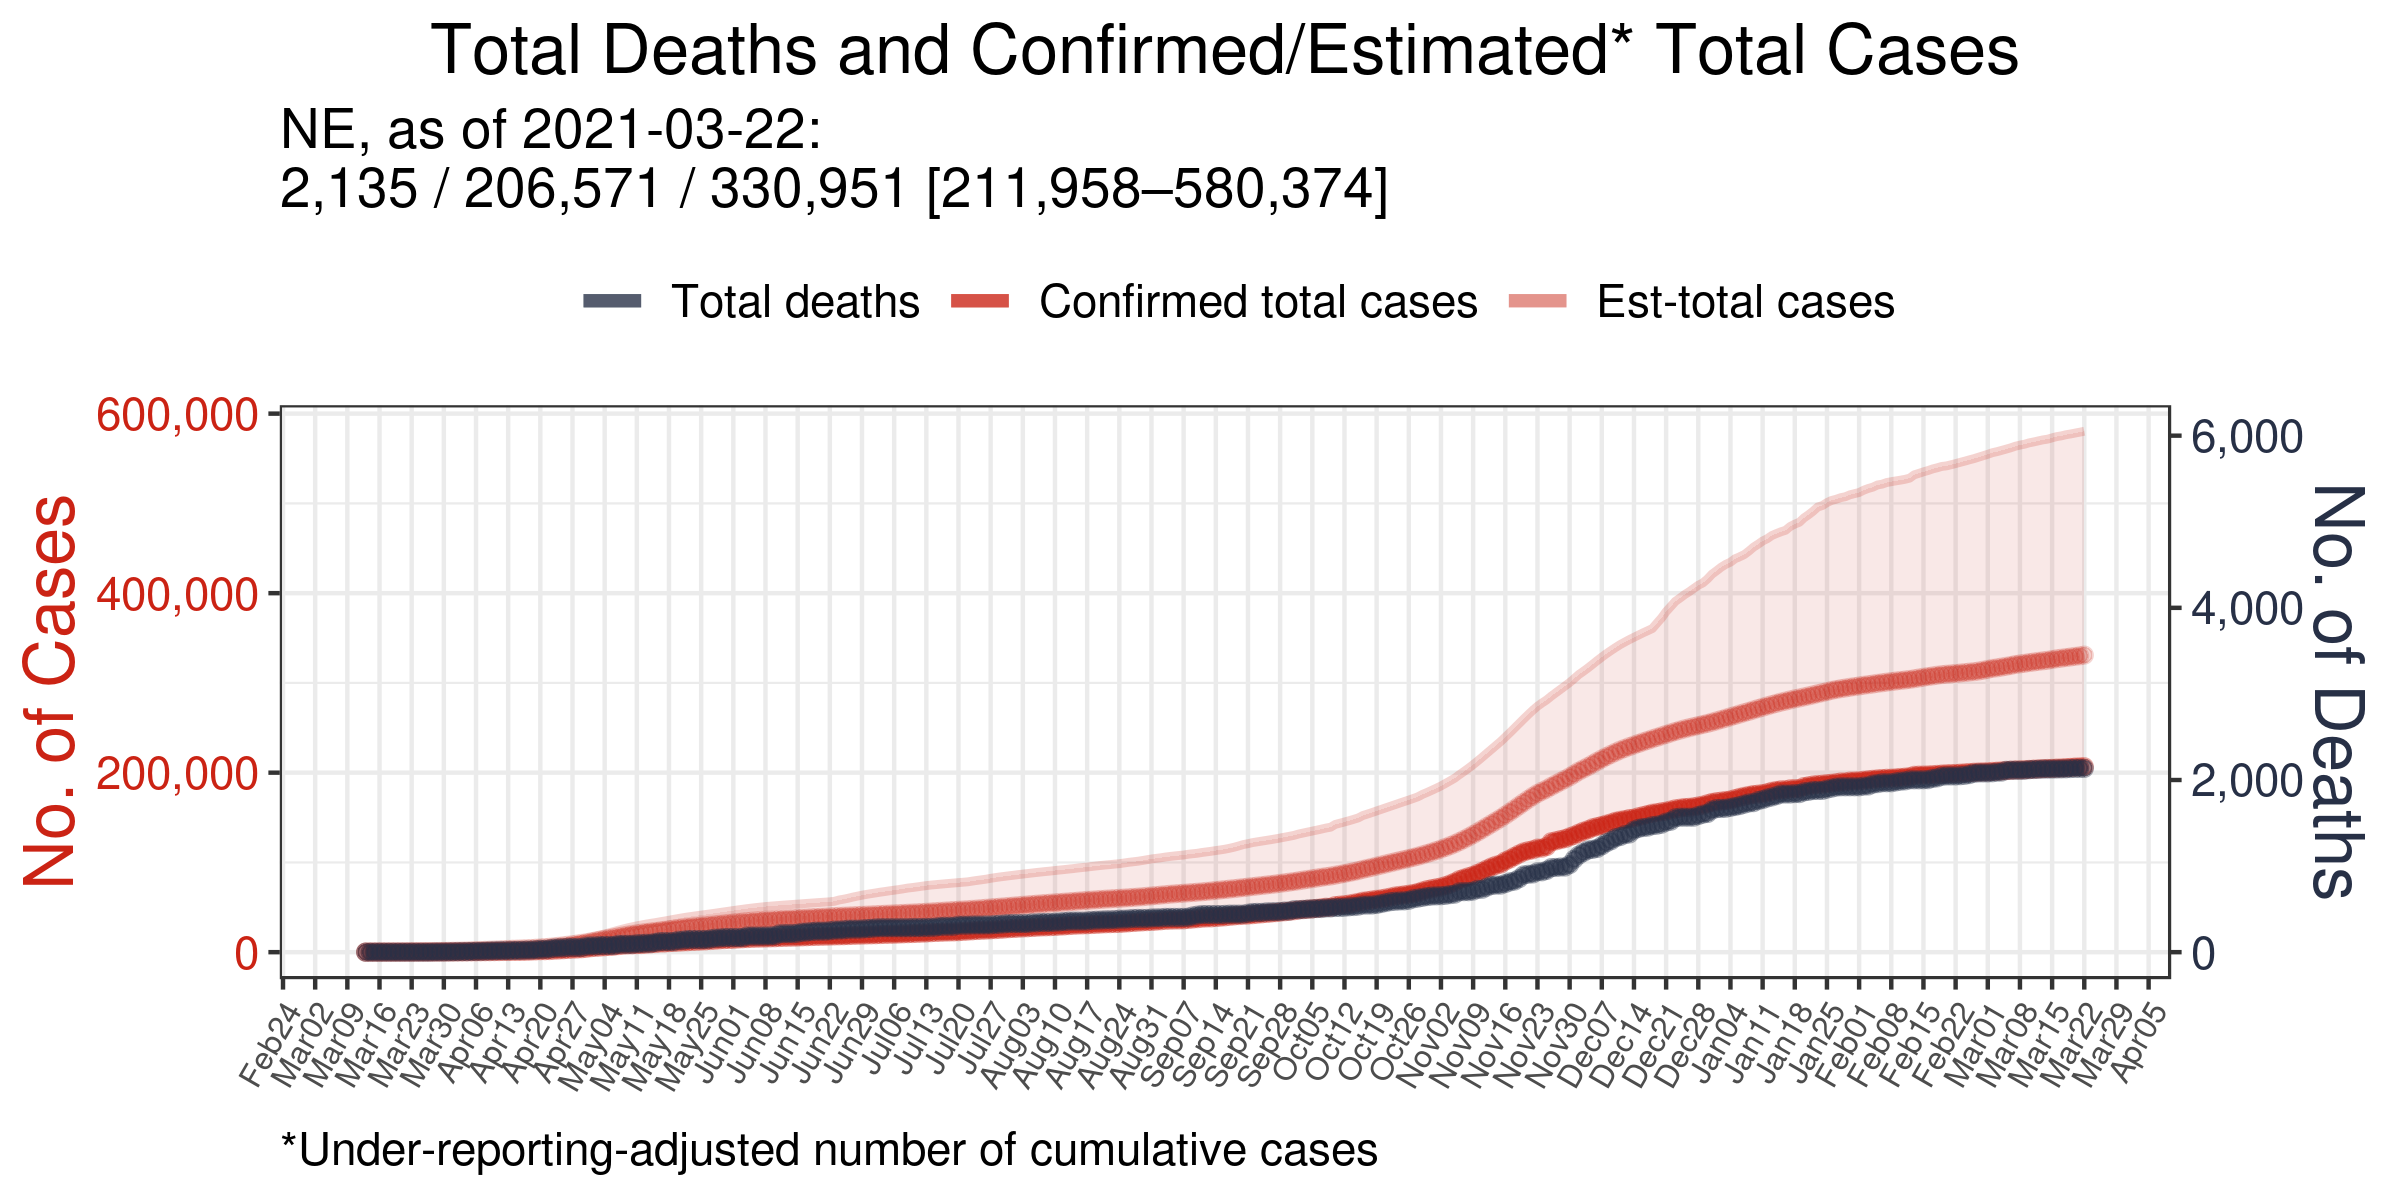 Total Deaths and Confirmed/Estimated* Total Cases
NE, as of 2021-03-22:
2,135 / 206,571 / 330,951 [211,958–580,374]
Total deaths
Confirmed total cases
Est-total cases
No. of Cases
600,000
400,000
200,000
0
6,000
4,000
2,000
0
No. of Deaths
Feb24
Mar02
Mar09
Mar16
Mar23
Mar30
Apr06
Apr13
Apr20
Apr27
May04
May11
May18
May25
Jun01
Jun08
Jun15
Jun22
Jun29
Jul06
Jul13
Jul20
Jul27
Aug03
Aug10
Aug17
Aug24
Aug31
Sep07
Sep14
Sep21
Sep28
Oct05
Oct12
Oct19
Oct26
Nov02
Nov09
Nov16
Nov23
Nov30
Dec07
Dec14
Dec21
Dec28
Jan04
Jan11
Jan18
Jan25
Feb01
Feb08
Feb15
Feb22
Mar01
Mar08
Mar15
Mar22
Mar29
Apr05
*Under-reporting-adjusted number of cumulative cases